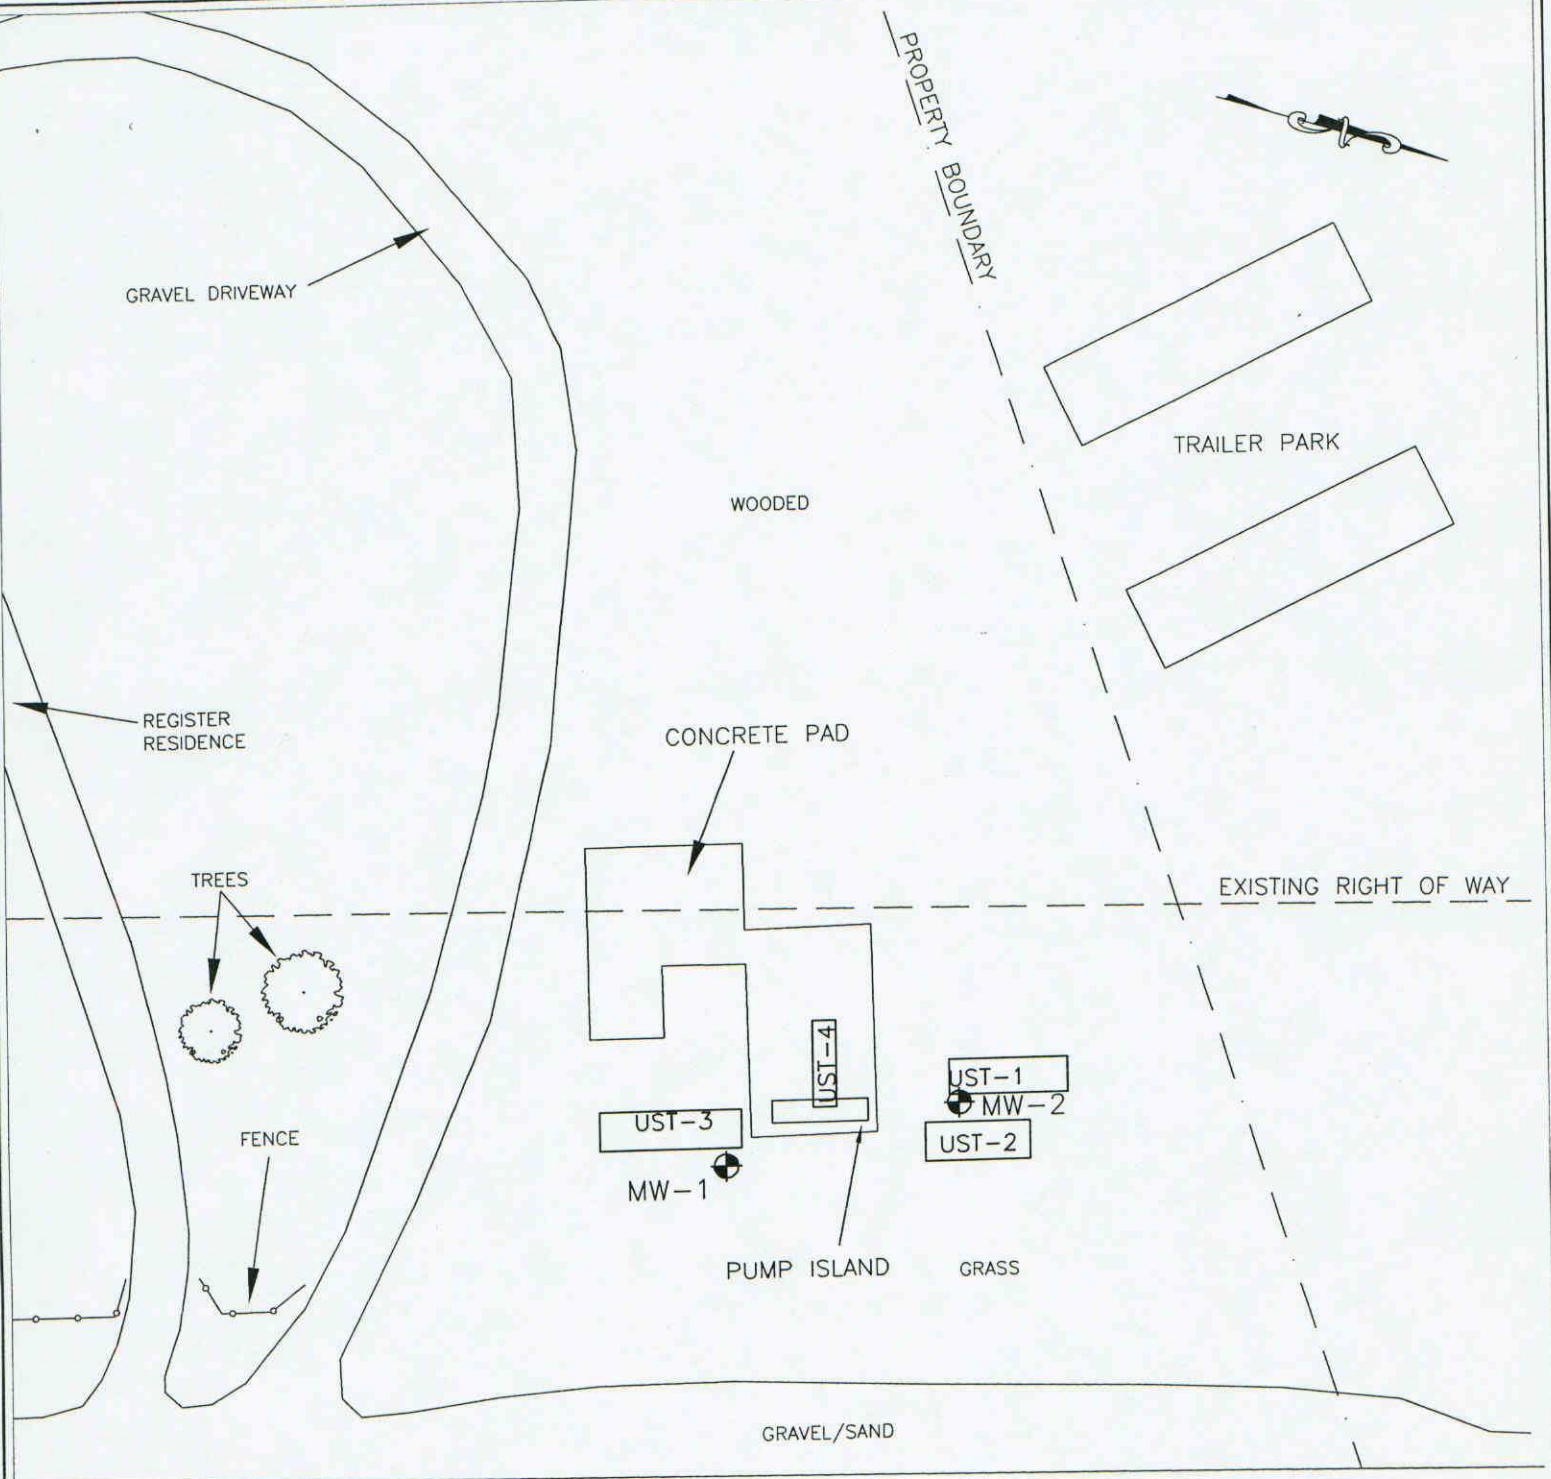 PROPERTY BOUNDARY
GRAVEL DRIVEWAY
TRAILER PARK
WOODED
REGISTER
RESIDENCE
CONCRETE PAD
TREES
EXISTING RIGHT OF WAY
UST-4
UST-1
MW-2
UST-3
UST-2
FENCE
MW-1
PUMP ISLAND
GRASS
GRAVEL/SAND